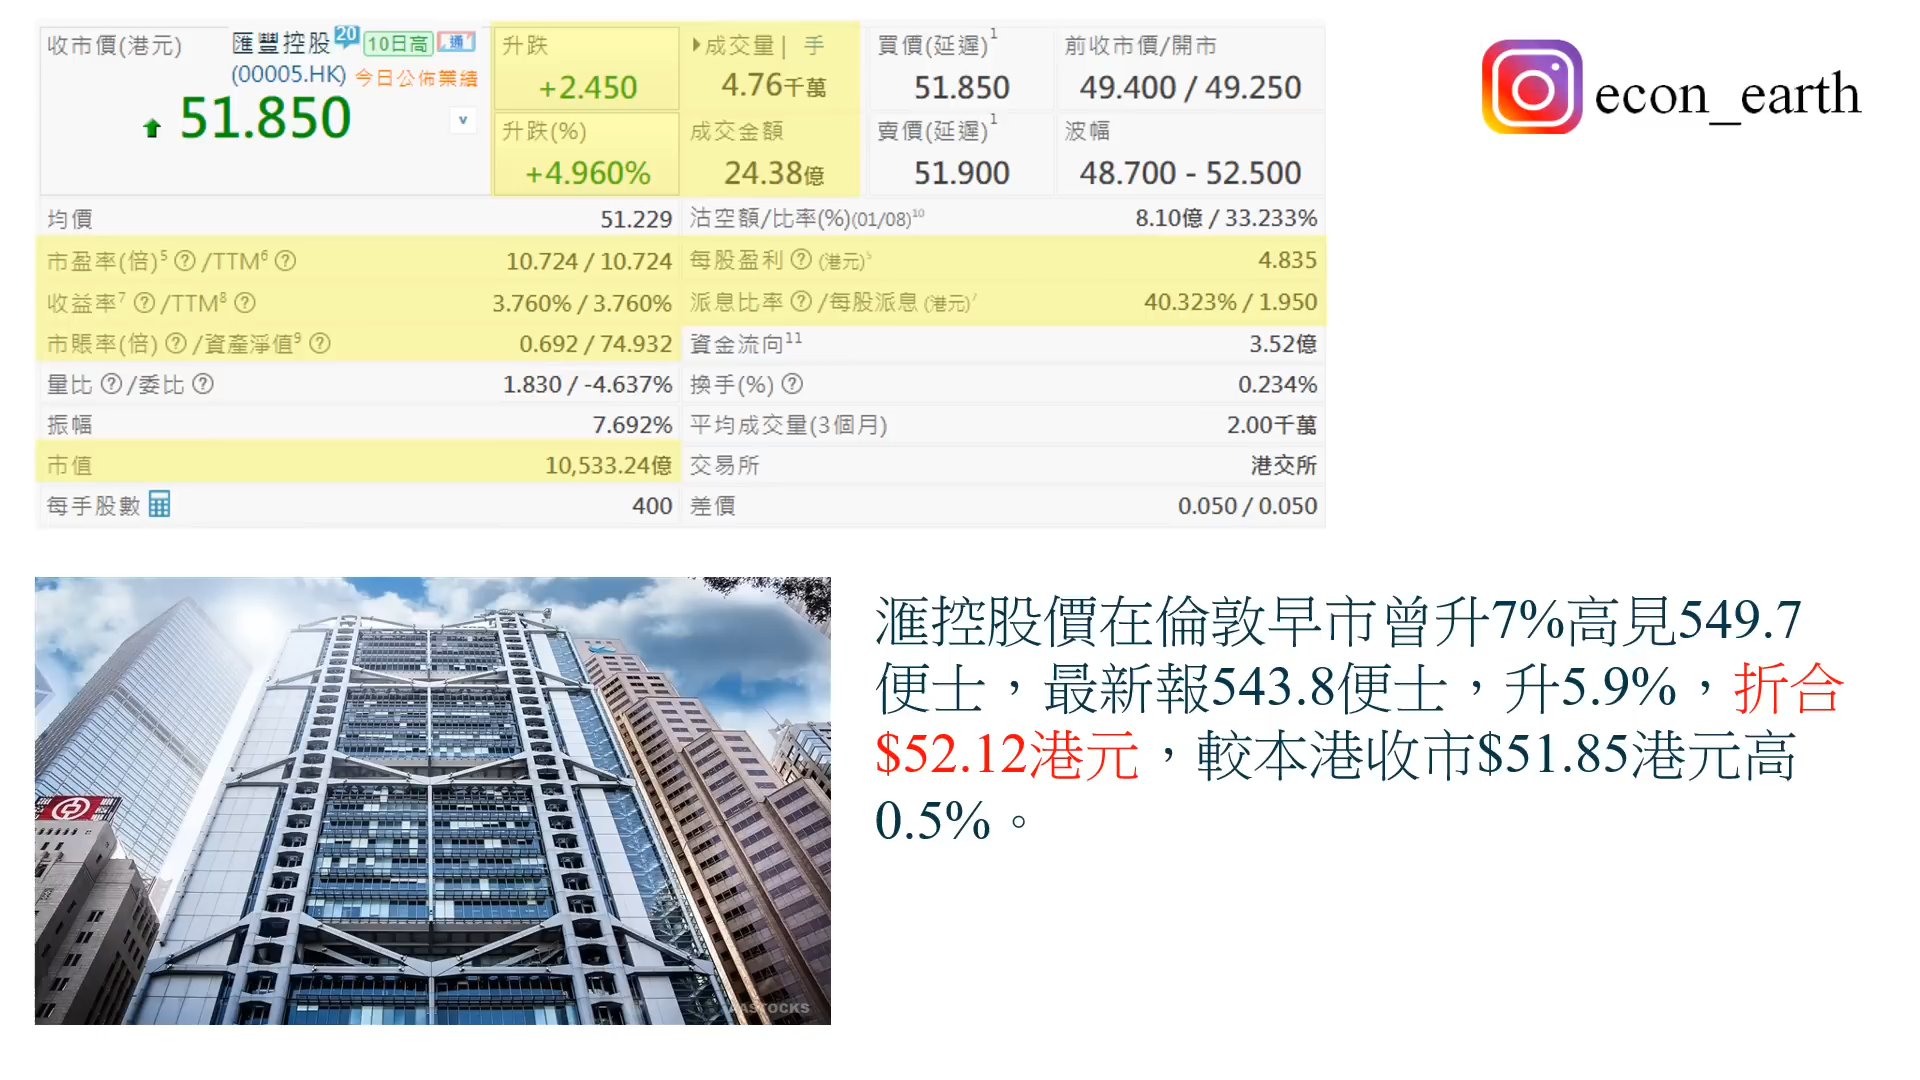 收市價(港元)
匯豐控股 20 10日高 通
(00005.HK) 今日公佈業績
51.850
升跌
+2.450
升跌(%)
+4.960%
成交量| 手
4.76千萬
成交金額
24.38億
買價(延遲)1
51.850
賣價(延遲)1
51.900
前收市價/開市
49.400 / 49.250
波幅
48.700 - 52.500
均價 51.229 沽空額/比率(%)(01/08)10 8.10億 / 33.233%
市盈率(倍)5 ? /TTM6 ? 10.724 / 10.724 每股盈利 ? (港元)5 4.835
收益率7 ? /TTM8 ? 3.760% / 3.760% 派息比率 ? /每股派息 (港元)7 40.323% / 1.950
市賬率(倍) ? /資產淨值9 ? 0.692 / 74.932 資金流向11 3.52億
量比 ? /委比 ? 1.830 / -4.637% 換手(%) ? 0.234%
振幅 7.692% 平均成交量(3個月) 2.00千萬
市值 10,533.24億 交易所 港交所
每手股數 400 差價 0.050 / 0.050
econ_earth
滙控股價在倫敦早市曾升7%高見549.7
便士，最新報543.8便士，升5.9%，折合
$52.12港元，較本港收市$51.85港元高
0.5%。
AASTOCKS